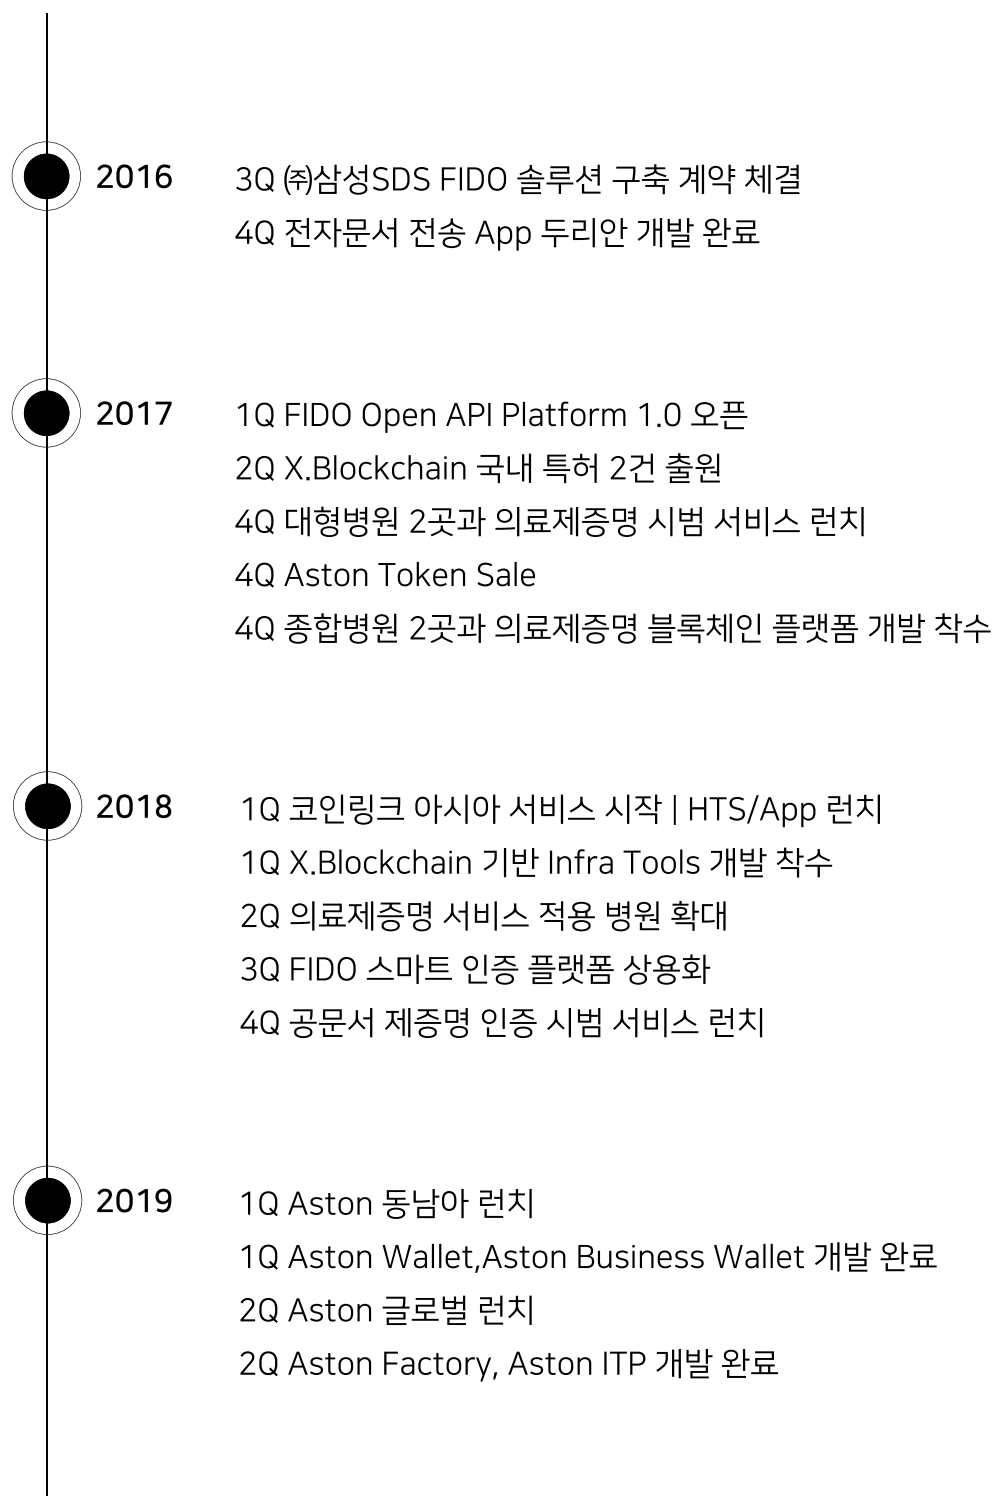 2016 3Q ㈜삼성SDS FIDO 솔루션 구축 계약 체결
4Q 전자문서 전송 App 두리안 개발 완료
2017 1Q FIDO Open API Platform 1.0 오픈
2Q X.Blockchain 국내 특허 2건 출원
4Q 대형병원 2곳과 의료제증명 시범 서비스 런치
4Q Aston Token Sale
4Q 종합병원 2곳과 의료제증명 블록체인 플랫폼 개발 착수
2018 1Q 코인링크 아시아 서비스 시작 | HTS/App 런치
1Q X.Blockchain 기반 Infra Tools 개발 착수
2Q 의료제증명 서비스 적용 병원 확대
3Q FIDO 스마트 인증 플랫폼 상용화
4Q 공문서 제증명 인증 시범 서비스 런치
2019 1Q Aston 동남아 런치
1Q Aston Wallet,Aston Business Wallet 개발 완료
2Q Aston 글로벌 런치
2Q Aston Factory, Aston ITP 개발 완료